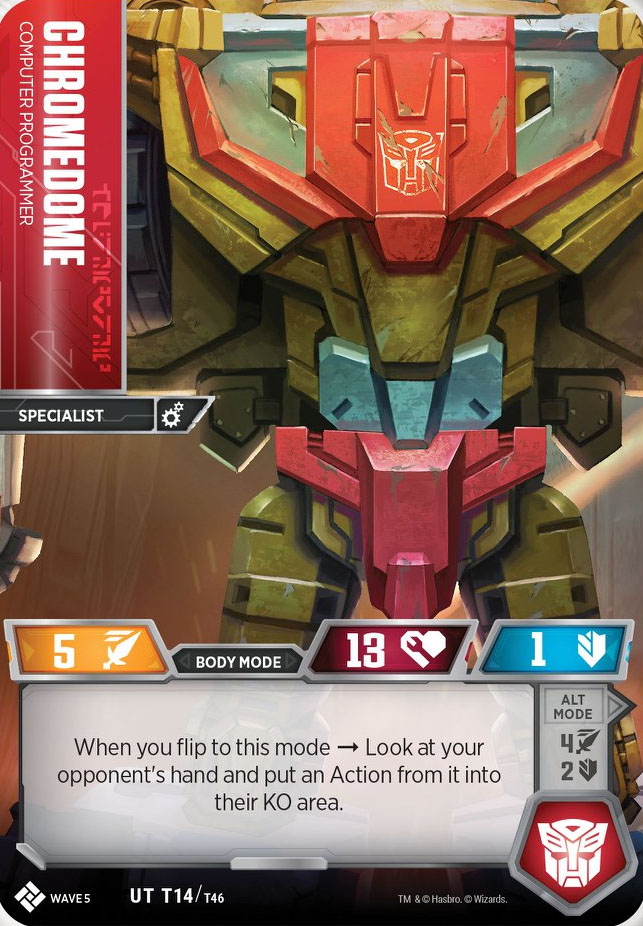 CHROMEDOME
COMPUTER PROGRAMMER
SPECIALIST
5
BODY MODE
13
1
When you flip to this mode → Look at your
opponent's hand and put an Action from it into
their KO area.
ALT
MODE
4
2
WAVE 5
UT T14/T46
TM & © Hasbro. © Wizards.